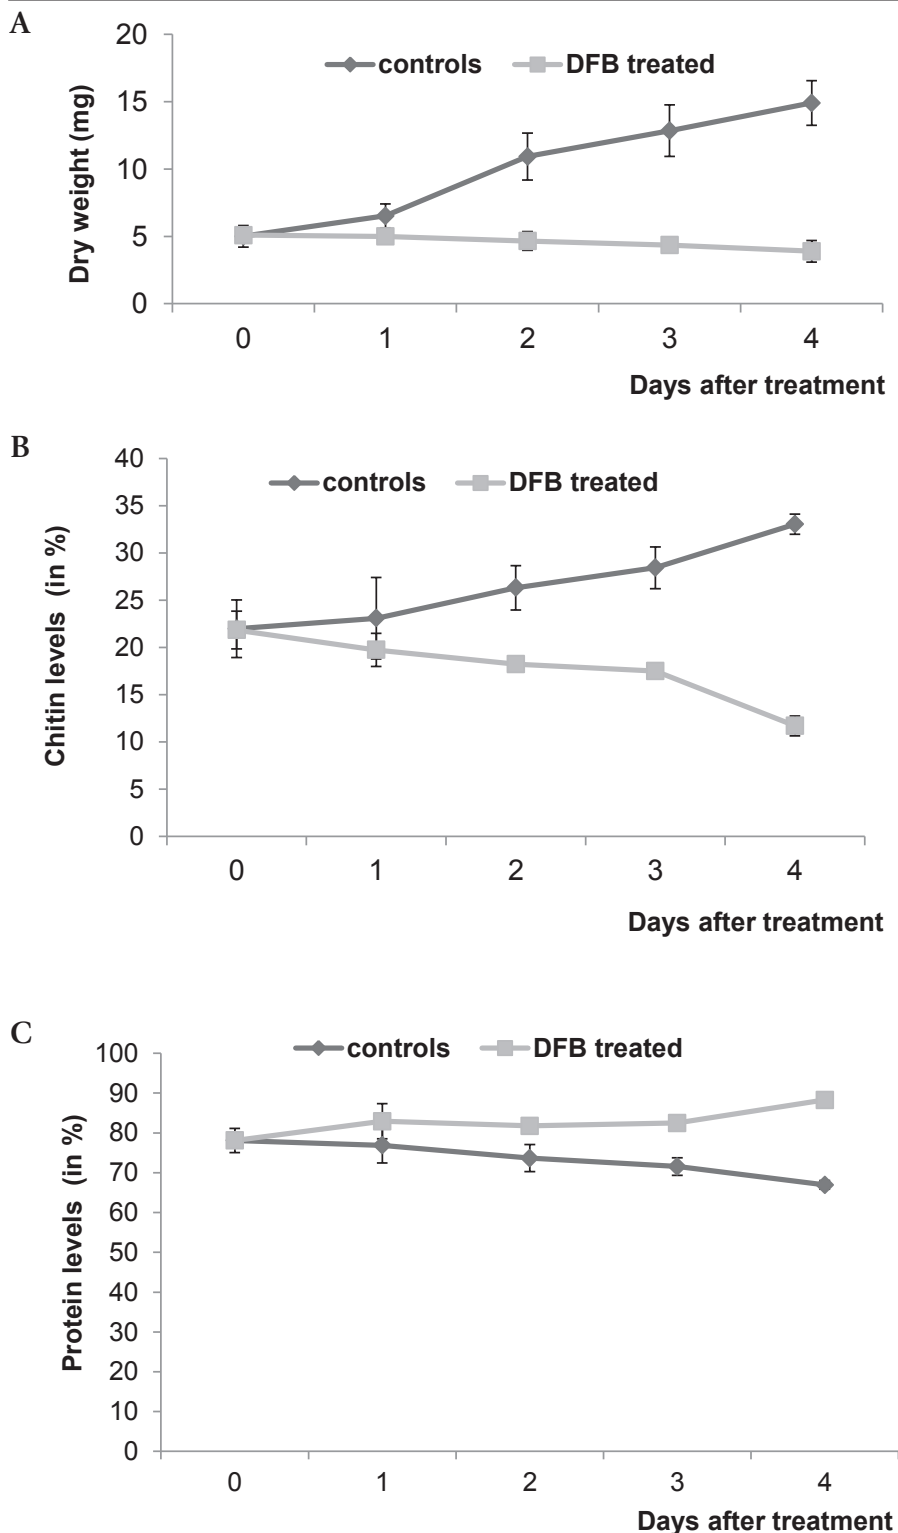 A
20
15
10
5
0
controls DFB treated
Dry weight (mg)
0 1 2 3 4
Days after treatment
B
40
35
30
25
20
15
10
5
0
controls DFB treated
Chitin levels (in %)
0 1 2 3 4
Days after treatment
C
100
90
80
70
60
50
40
30
20
10
0
controls DFB treated
Protein levels (in %)
0 1 2 3 4
Days after treatment